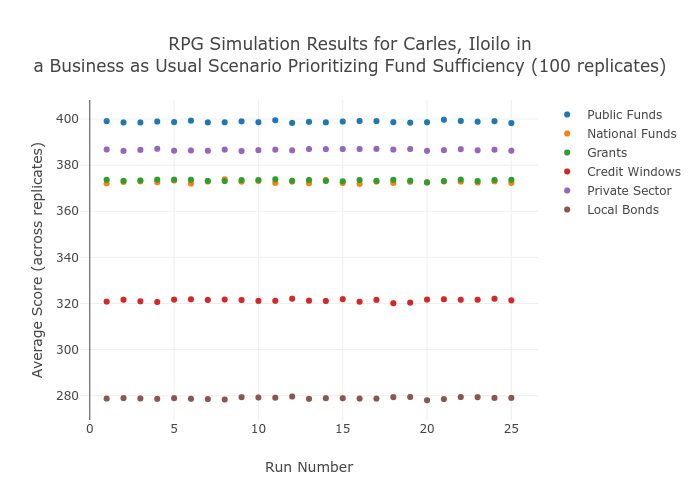 RPG Simulation Results for Carles, Iloilo in
a Business as Usual Scenario Prioritizing Fund Sufficiency (100 replicates)
Average Score (across replicates)
400
380
360
340
320
300
280
0
5
10
15
20
25
Run Number
Public Funds
National Funds
Grants
Credit Windows
Private Sector
Local Bonds